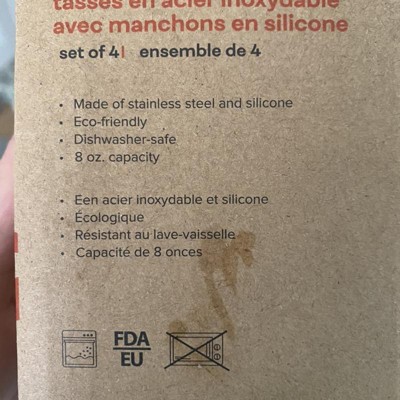 tasses en acier inoxydable
avec manchons en silicone
set of 4| ensemble de 4
• Made of stainless steel and silicone
• Eco-friendly
• Dishwasher-safe
• 8 oz. capacity
• Een acier inoxydable et silicone
• Écologique
• Résistant au lave-vaisselle
• Capacité de 8 onces
FDA
EU